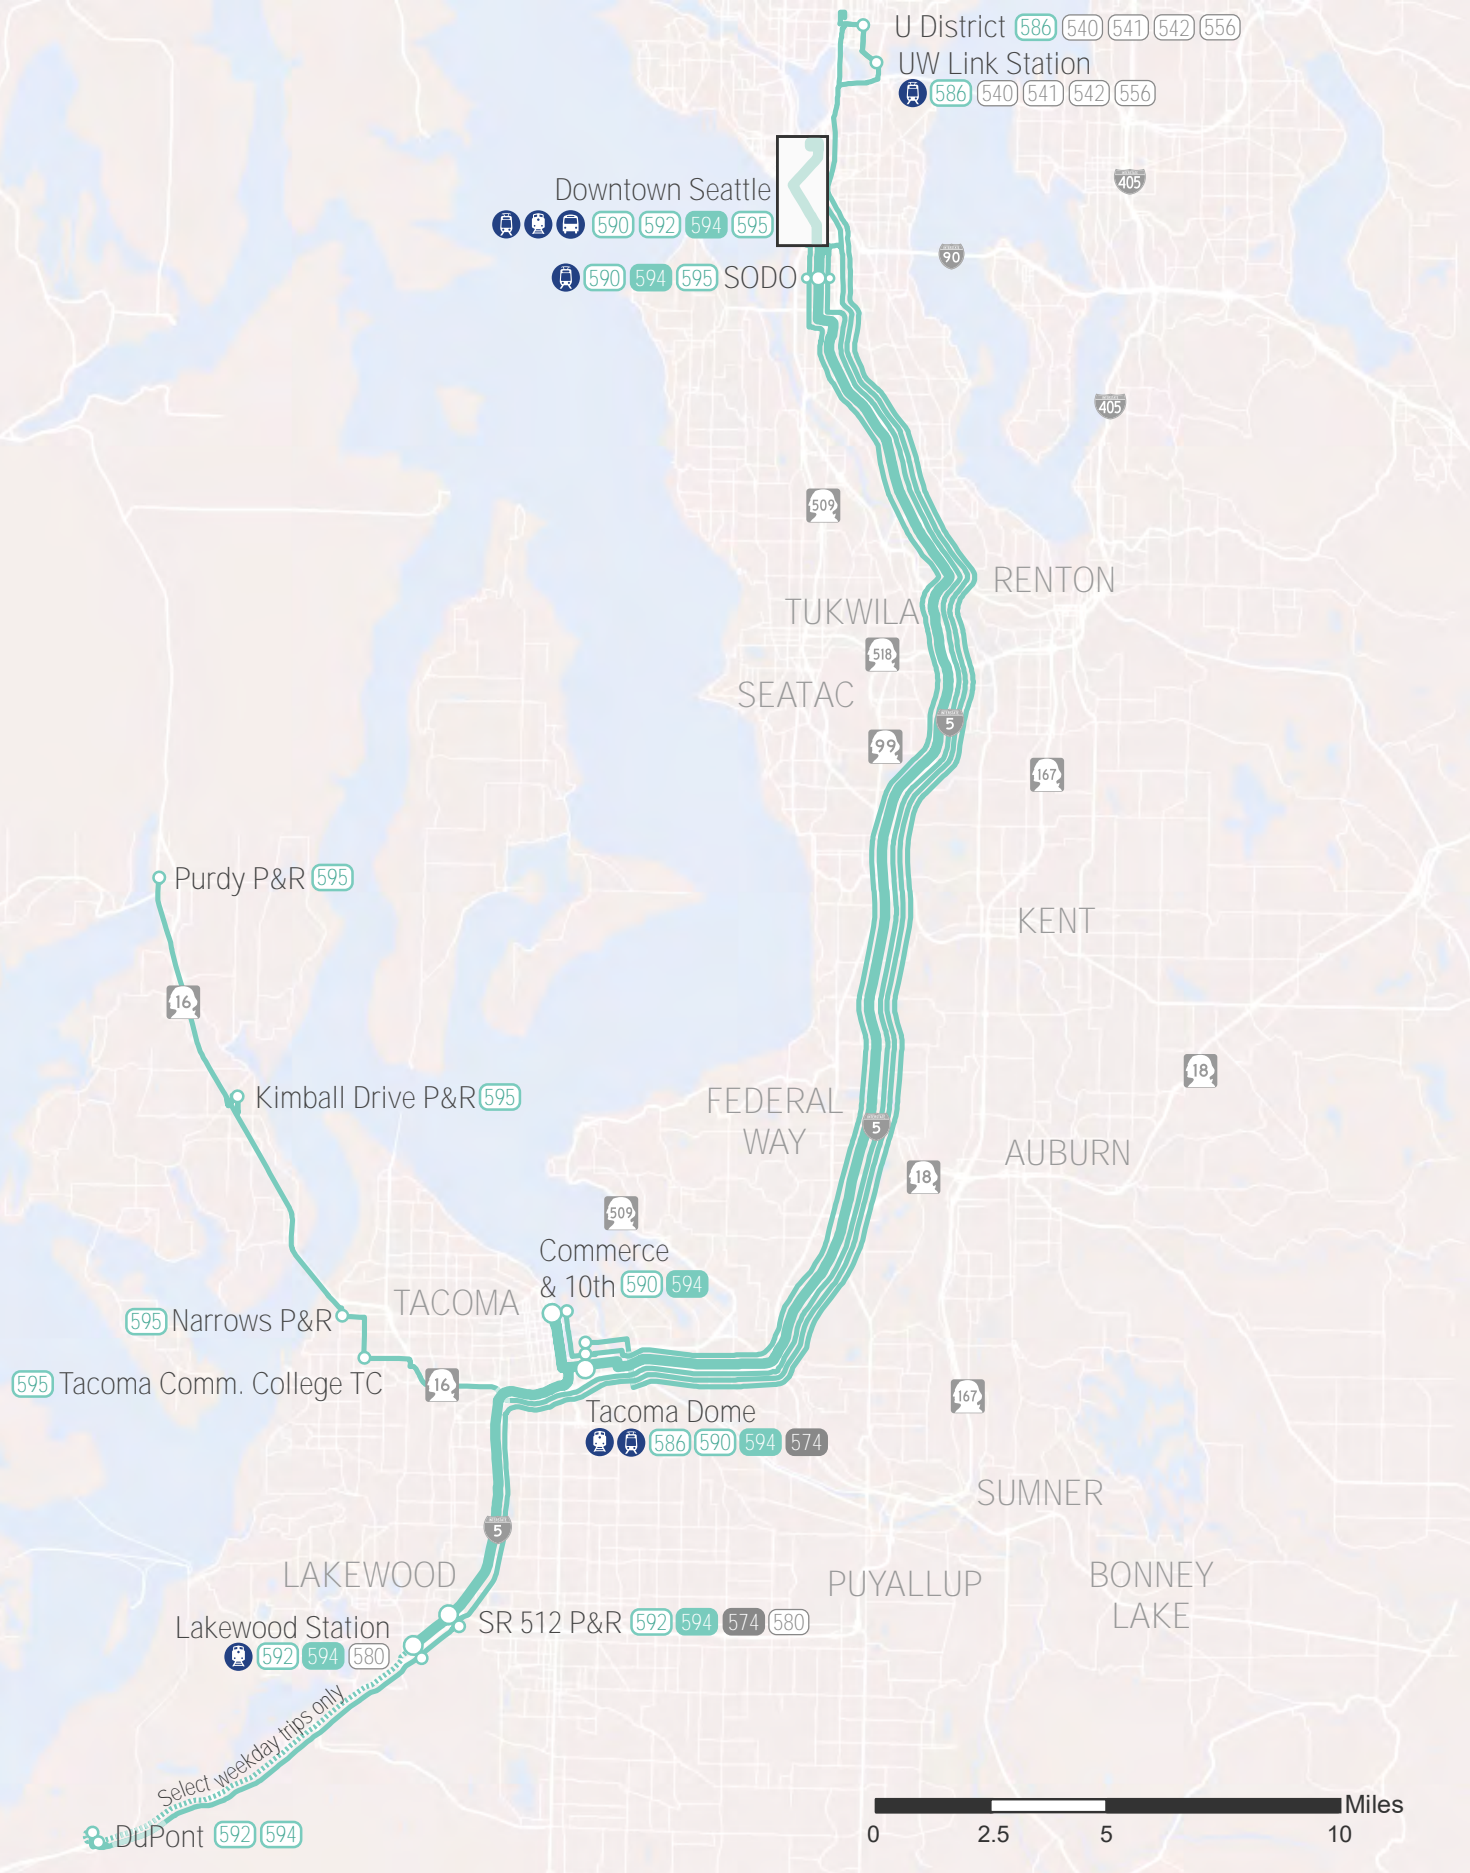 U District 586 540 541 542 556
UW Link Station
586 540 541 542 556
405
Downtown Seattle
590 592 594 595
90
590 594 595 SODO
405
509
RENTON
TUKWILA
518
SEATAC
5
99
167
Purdy P&R 595
KENT
16
18
Kimball Drive P&R 595
FEDERAL
WAY
5
AUBURN
18
509
Commerce
& 10th 590 594
TACOMA
595 Narrows P&R
595 Tacoma Comm. College TC
16
167
Tacoma Dome
586 590 594 574
SUMNER
5
LAKEWOOD
PUYALLUP
BONNEY
LAKE
SR 512 P&R 592 594 574 580
Lakewood Station
592 594 580
Select weekday trips only
DuPont 592 594
Miles
0 2.5 5 10